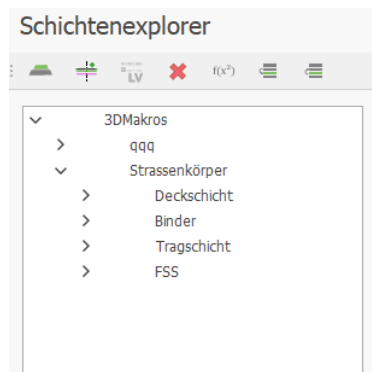 Schichtenexplorer
LV f(x²)
3DMakros
qqq
Strassenkörper
Deckschicht
Binder
Tragschicht
FSS